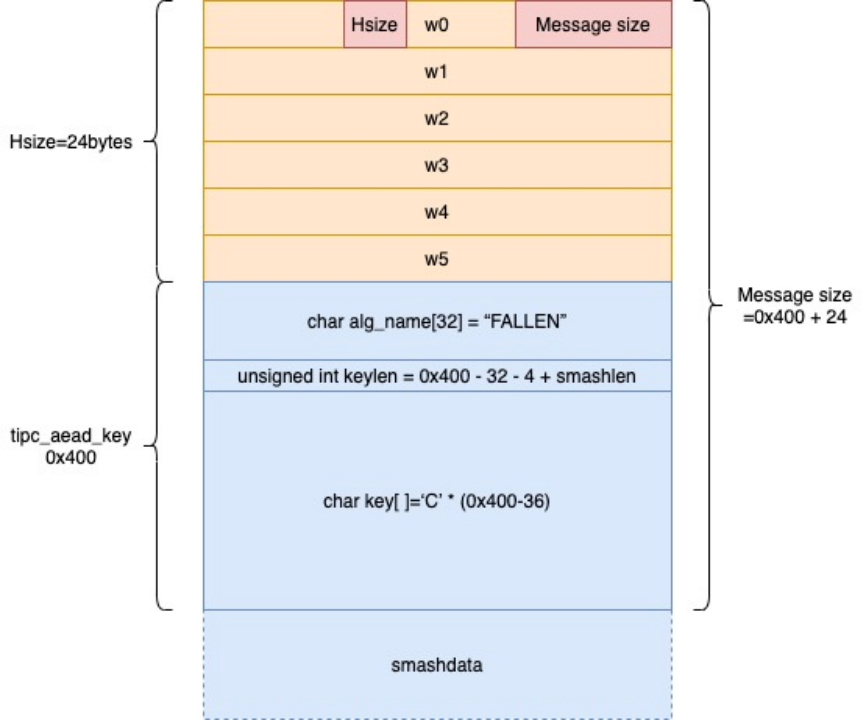 Hsize
w0
Message size
w1
w2
Hsize=24bytes
w3
w4
w5
Message size
=0x400 + 24
char alg_name[32] = “FALLEN”
unsigned int keylen = 0x400 - 32 - 4 + smashlen
tipc_aead_key
0x400
char key[ ]=‘C’ * (0x400-36)
smashdata